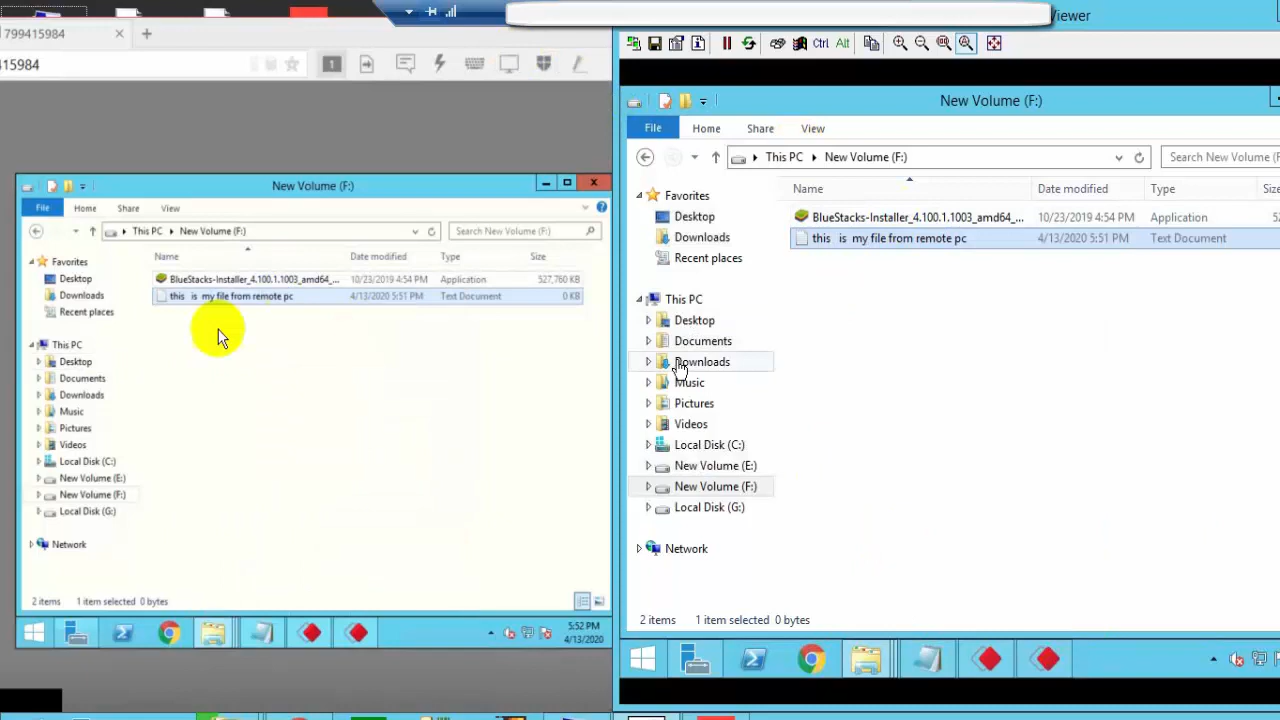 799415984
15984
1
New Volume (F:)
File Home Share View
This PC New Volume (F:) Search New Volume (F:)
Name Date modified Type Size
BlueStacks-Installer_4.100.1.1003_amd64_... 10/23/2019 4:54 PM Application 527,760 KB
this is my file from remote pc 4/13/2020 5:51 PM Text Document 0 KB
Favorites
Desktop
Downloads
Recent places
This PC
Desktop
Documents
Downloads
Music
Pictures
Videos
Local Disk (C:)
New Volume (E:)
New Volume (F:)
Local Disk (G:)
Network
2 items 1 item selected 0 bytes
5:52 PM
4/13/2020
Viewer
Ctrl Alt
New Volume (F:)
File Home Share View
This PC New Volume (F:) Search New Volume (F
Name Date modified Type Siz
BlueStacks-Installer_4.100.1.1003_amd64_... 10/23/2019 4:54 PM Application 52
this is my file from remote pc 4/13/2020 5:51 PM Text Document
Favorites
Desktop
Downloads
Recent places
This PC
Desktop
Documents
Downloads
Music
Pictures
Videos
Local Disk (C:)
New Volume (E:)
New Volume (F:)
Local Disk (G:)
Network
2 items 1 item selected 0 bytes